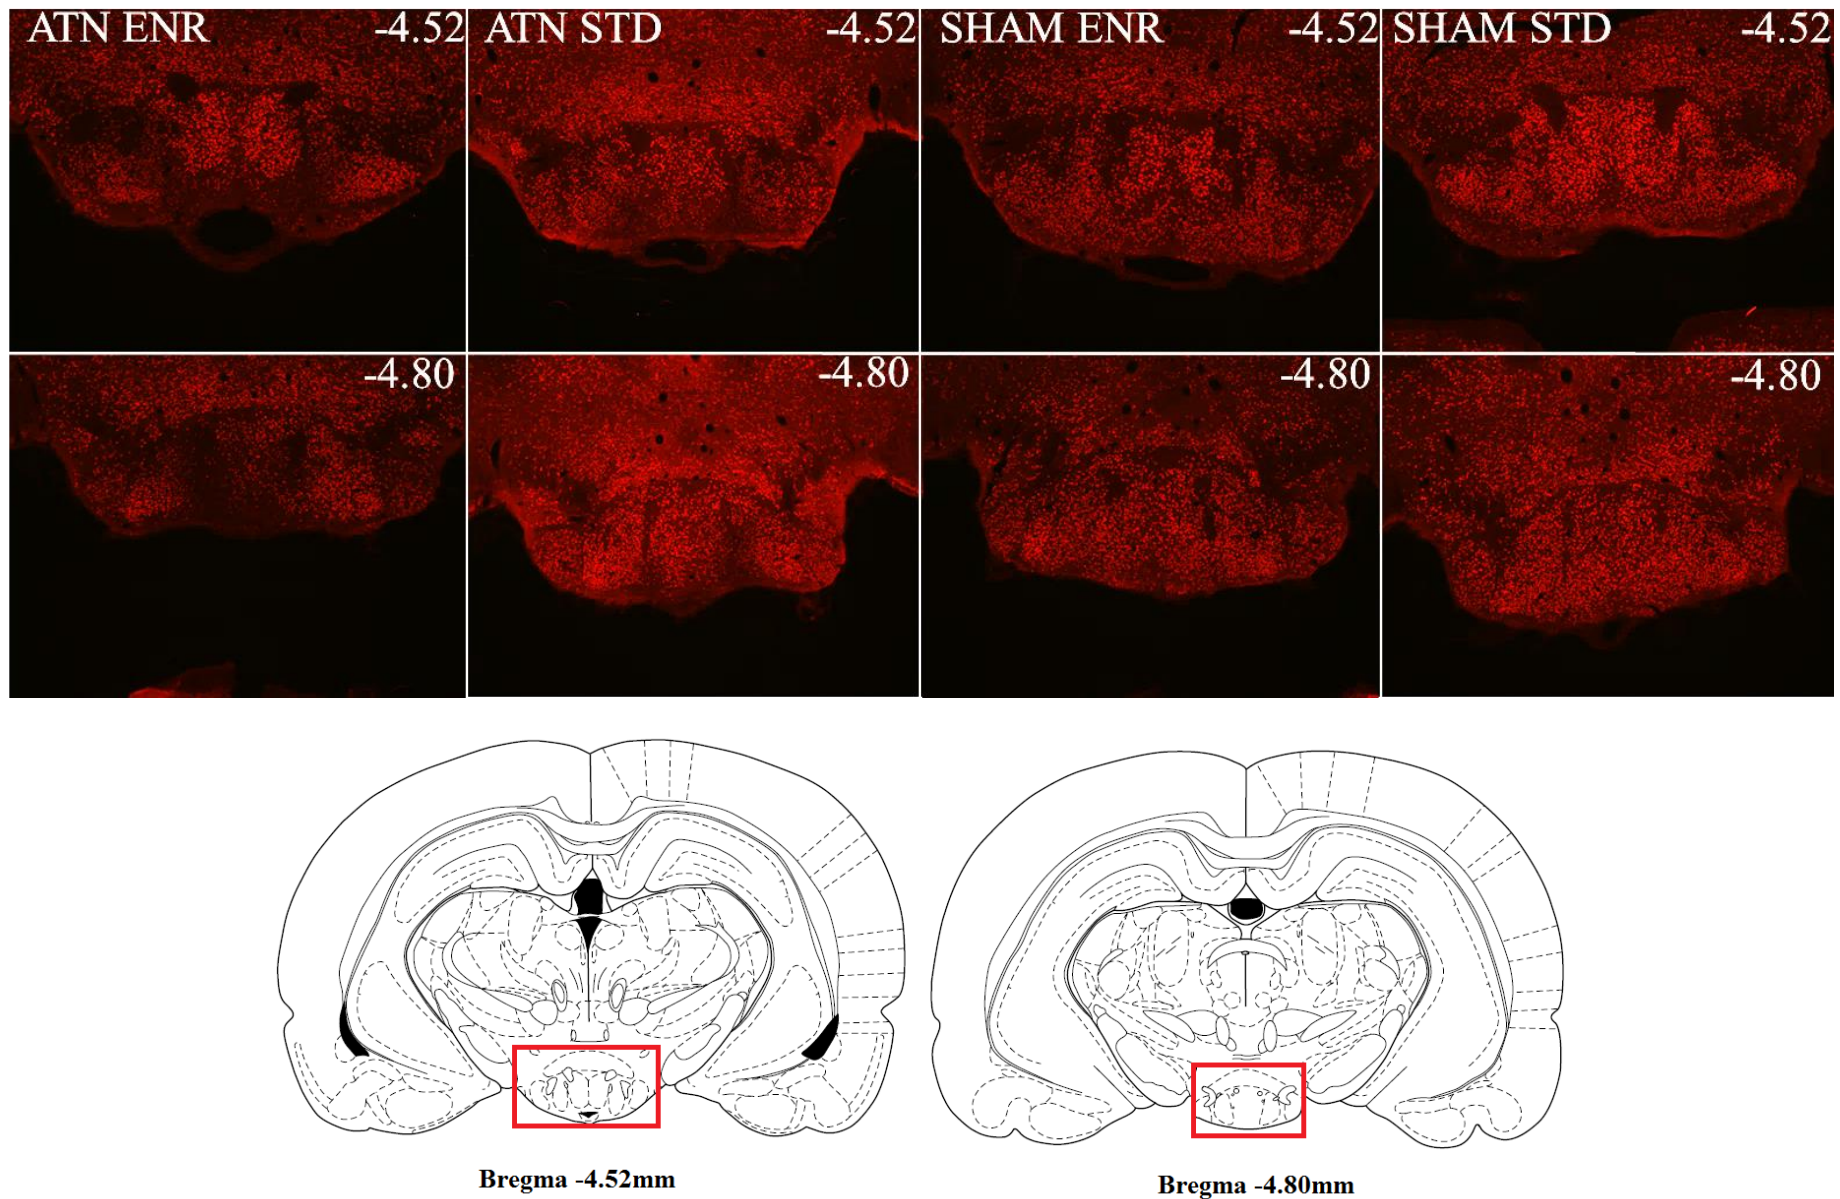 ATN ENR -4.52
ATN STD -4.52
SHAM ENR -4.52
SHAM STD -4.52
-4.80
-4.80
-4.80
-4.80
Bregma -4.52mm
Bregma -4.80mm